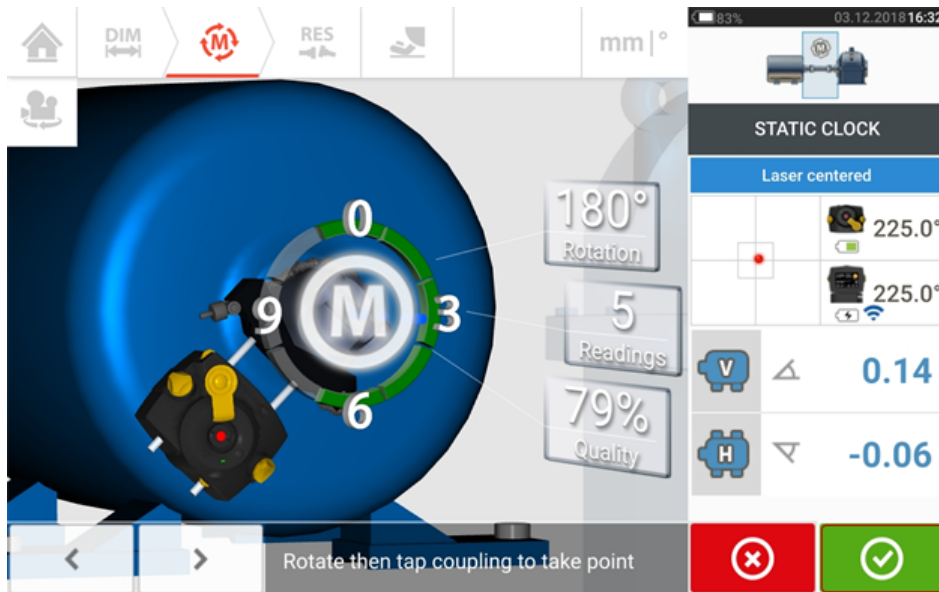 DIM
M
RES
mm|°
83%
03.12.2018 16:32
M
STATIC CLOCK
Laser centered
225.0°
225.0°
V
0.14
H
-0.06
0
3
6
9
M
180°
Rotation
5
Readings
79%
Quality
Rotate then tap coupling to take point